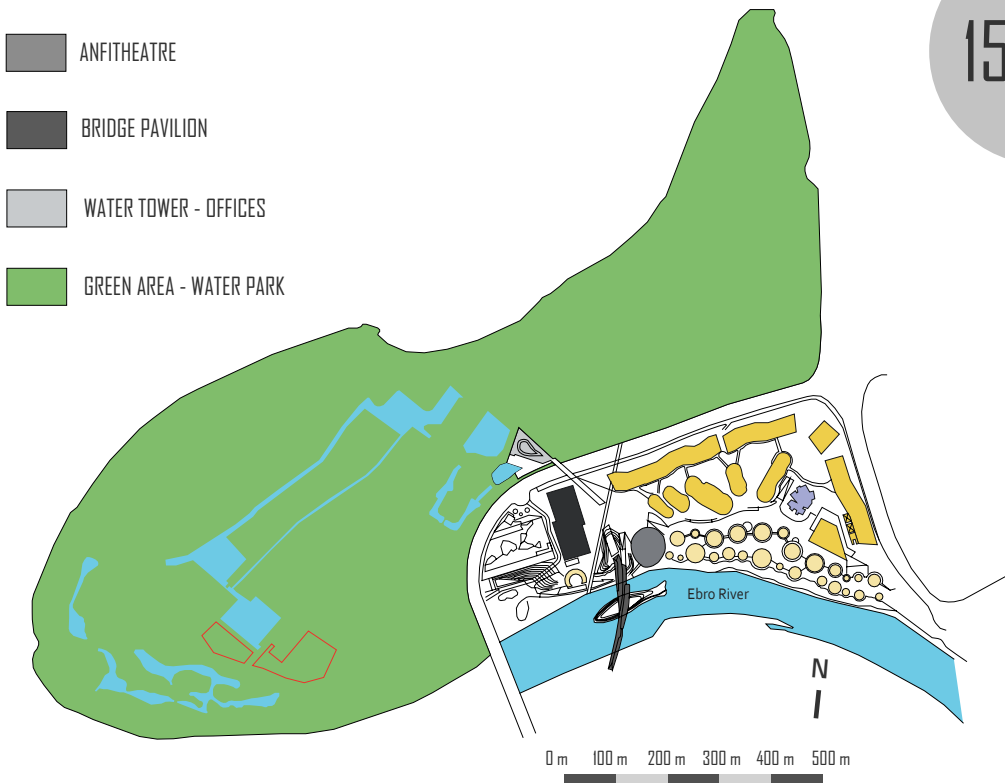 ANFITHEATRE
15
BRIDGE PAVILION
WATER TOWER - OFFICES
GREEN AREA - WATER PARK
Ebro River
N
0 m 100 m 200 m 300 m 400 m 500 m